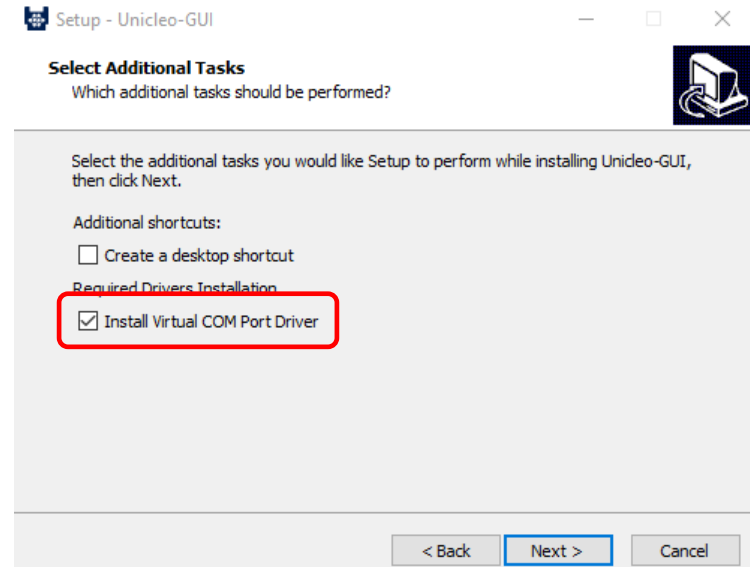 Setup - Unicleo-GUI
Select Additional Tasks
Which additional tasks should be performed?
Select the additional tasks you would like Setup to perform while installing Unicleo-GUI,
then click Next.
Additional shortcuts:
Create a desktop shortcut
Required Drivers Installation
Install Virtual COM Port Driver
< Back Next > Cancel